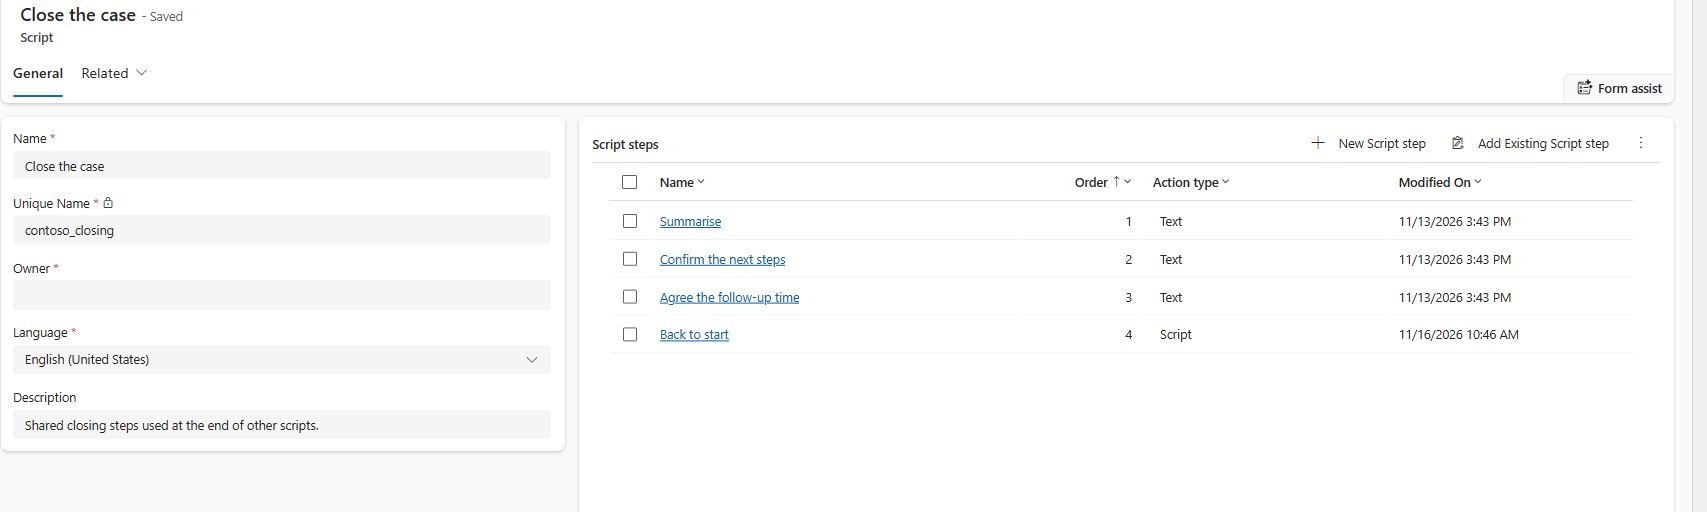 Close the case - Saved
Script
General Related
Form assist
Name *
Close the case
Unique Name *
contoso_closing
Owner *
Language *
English (United States)
Description
Shared closing steps used at the end of other scripts.
Script steps
New Script step Add Existing Script step
Name Order Action type Modified On
Summarise 1 Text 11/13/2026 3:43 PM
Confirm the next steps 2 Text 11/13/2026 3:43 PM
Agree the follow-up time 3 Text 11/13/2026 3:43 PM
Back to start 4 Script 11/16/2026 10:46 AM